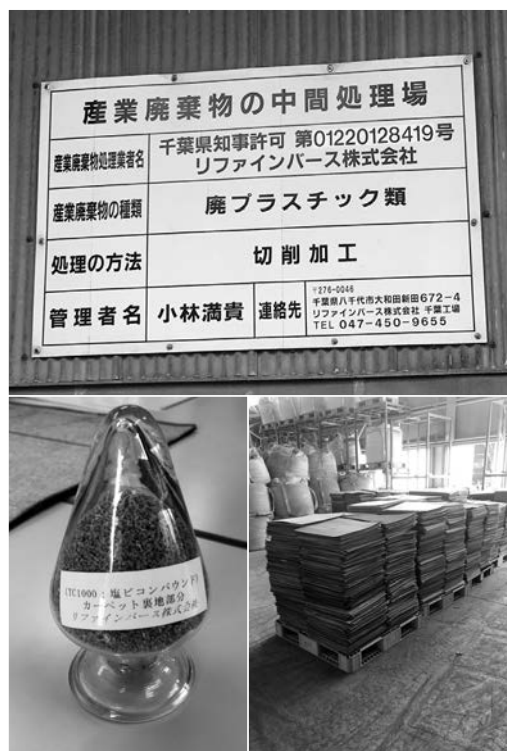 産業廃棄物の中間処理場
産業廃棄物処理業者名
千葉県知事許可 第01220128419号
リファインバース株式会社
産業廃棄物の種類
廃プラスチック類
処理の方法
切削加工
管理者名
小林満貴
連絡先
〒276-0046
千葉県八千代市大和田新田672-4
リファインバース株式会社 千葉工場
TEL 047-450-9655
(TC1000:塩ビコンパウンド)
カーペット裏地部分
リファインバース株式会社